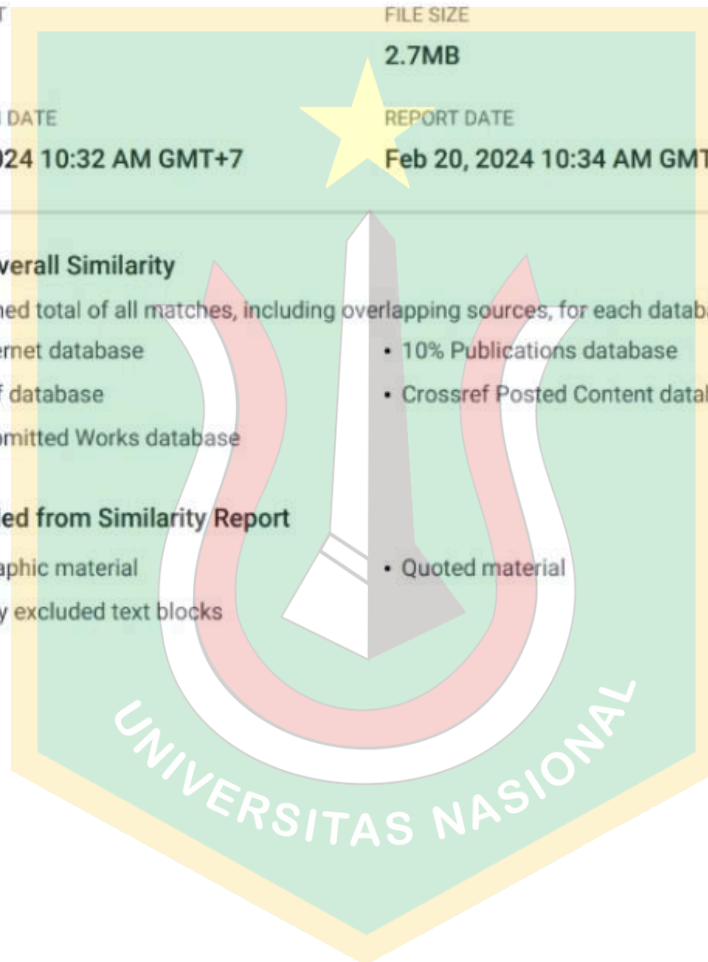 T FILE SIZE
2.7MB
DATE REPORT DATE
024 10:32 AM GMT+7 Feb 20, 2024 10:34 AM GMT
verall Similarity
ned total of all matches, including overlapping sources, for each databa
ernet database • 10% Publications database
f database • Crossref Posted Content datab
omitted Works database
ded from Similarity Report
aphic material • Quoted material
y excluded text blocks
UNIVERSITAS NASIONAL